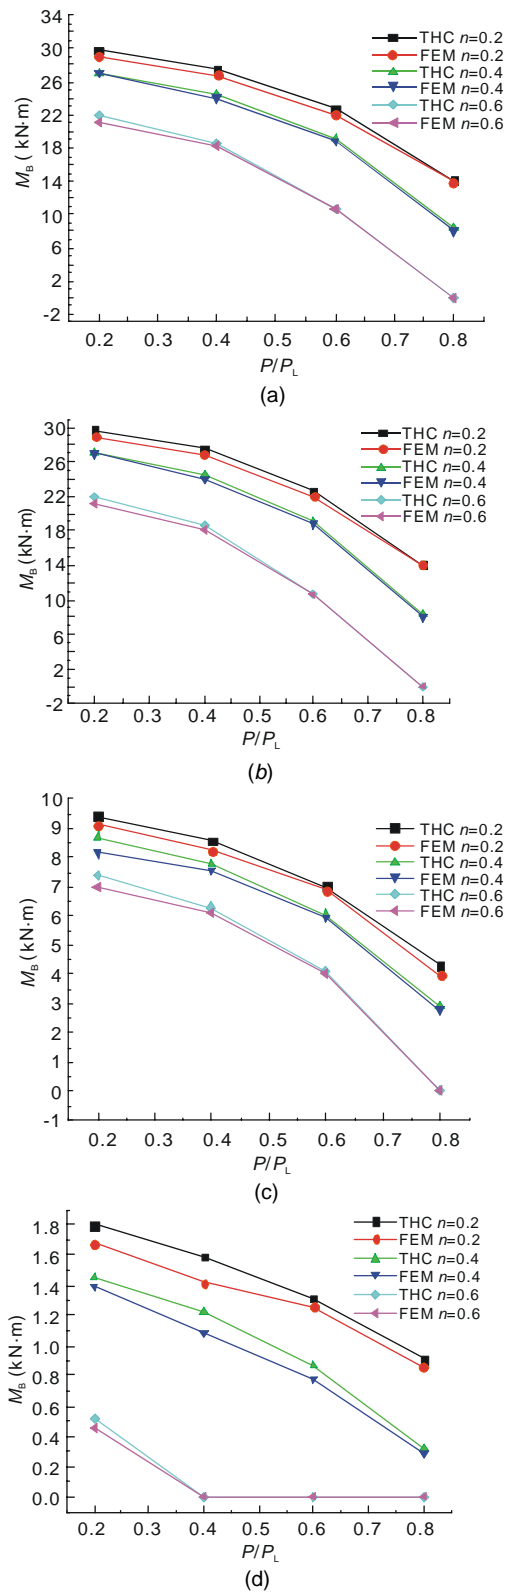 34
30
26
22
18
14
10
6
2
-2
M_B ( kN·m)
THC n=0.2
FEM n=0.2
THC n=0.4
FEM n=0.4
THC n=0.6
FEM n=0.6
0.2 0.3 0.4 0.5 0.6 0.7 0.8
P/P_L
(a)
30
26
22
18
14
10
6
2
-2
M_B (kN·m)
THC n=0.2
FEM n=0.2
THC n=0.4
FEM n=0.4
THC n=0.6
FEM n=0.6
0.2 0.3 0.4 0.5 0.6 0.7 0.8
P/P_L
(b)
10
9
8
7
6
5
4
3
2
1
0
-1
M_B (kN·m)
THC n=0.2
FEM n=0.2
THC n=0.4
FEM n=0.4
THC n=0.6
FEM n=0.6
0.2 0.3 0.4 0.5 0.6 0.7 0.8
P/P_L
(c)
1.8
1.6
1.4
1.2
1.0
0.8
0.6
0.4
0.2
0.0
M_B (kN·m)
THC n=0.2
FEM n=0.2
THC n=0.4
FEM n=0.4
THC n=0.6
FEM n=0.6
0.2 0.3 0.4 0.5 0.6 0.7 0.8
P/P_L
(d)